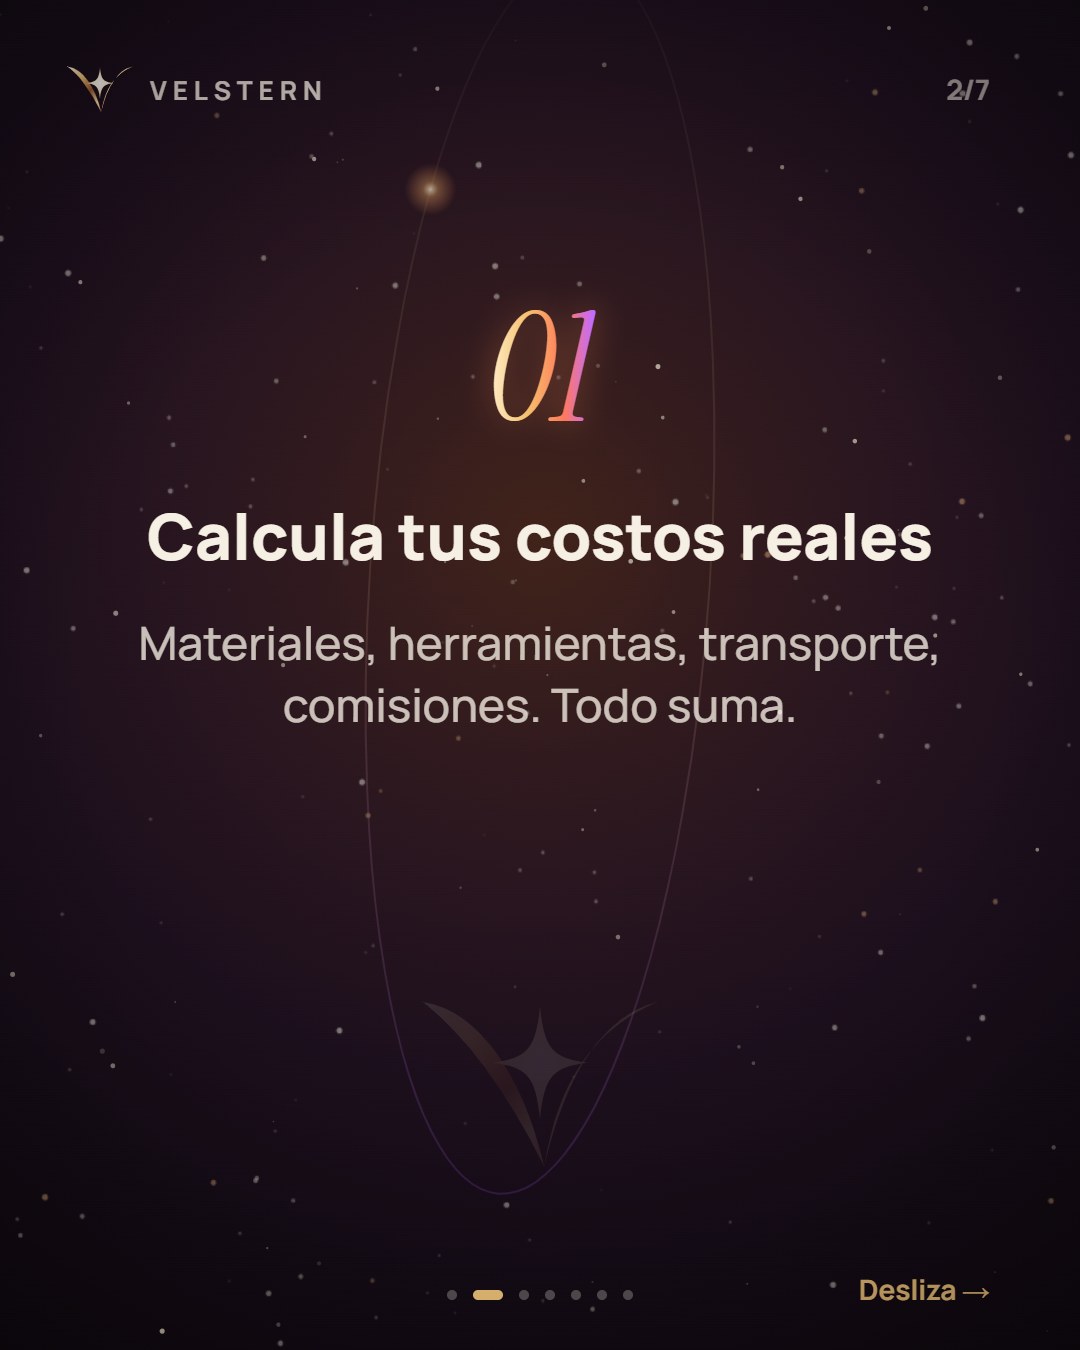 VELSTERN
2/7
01
Calcula tus costos reales
Materiales, herramientas, transporte,
comisiones. Todo suma.
Desliza →